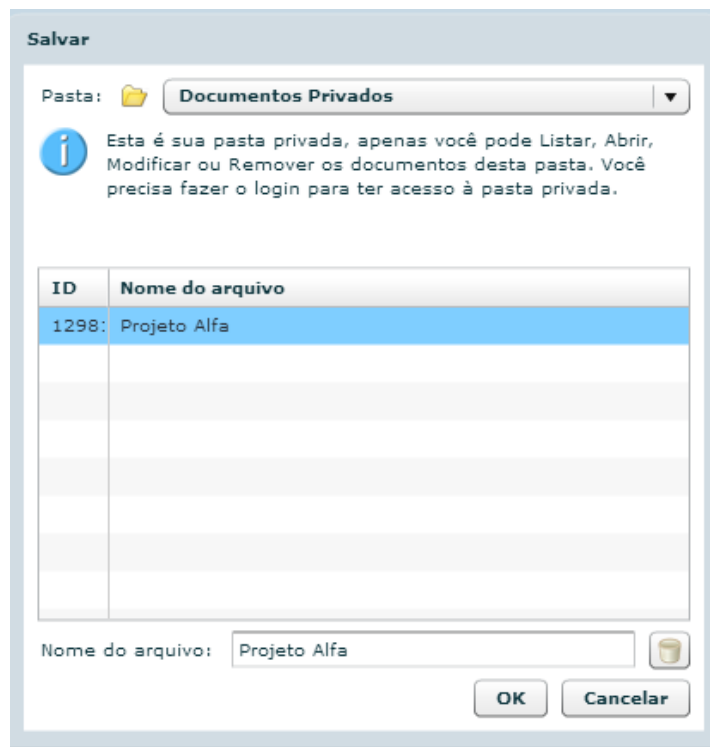 Salvar
Pasta: Documentos Privados
Esta é sua pasta privada, apenas você pode Listar, Abrir,
Modificar ou Remover os documentos desta pasta. Você
precisa fazer o login para ter acesso à pasta privada.
ID Nome do arquivo
1298 Projeto Alfa
Nome do arquivo: Projeto Alfa
OK Cancelar